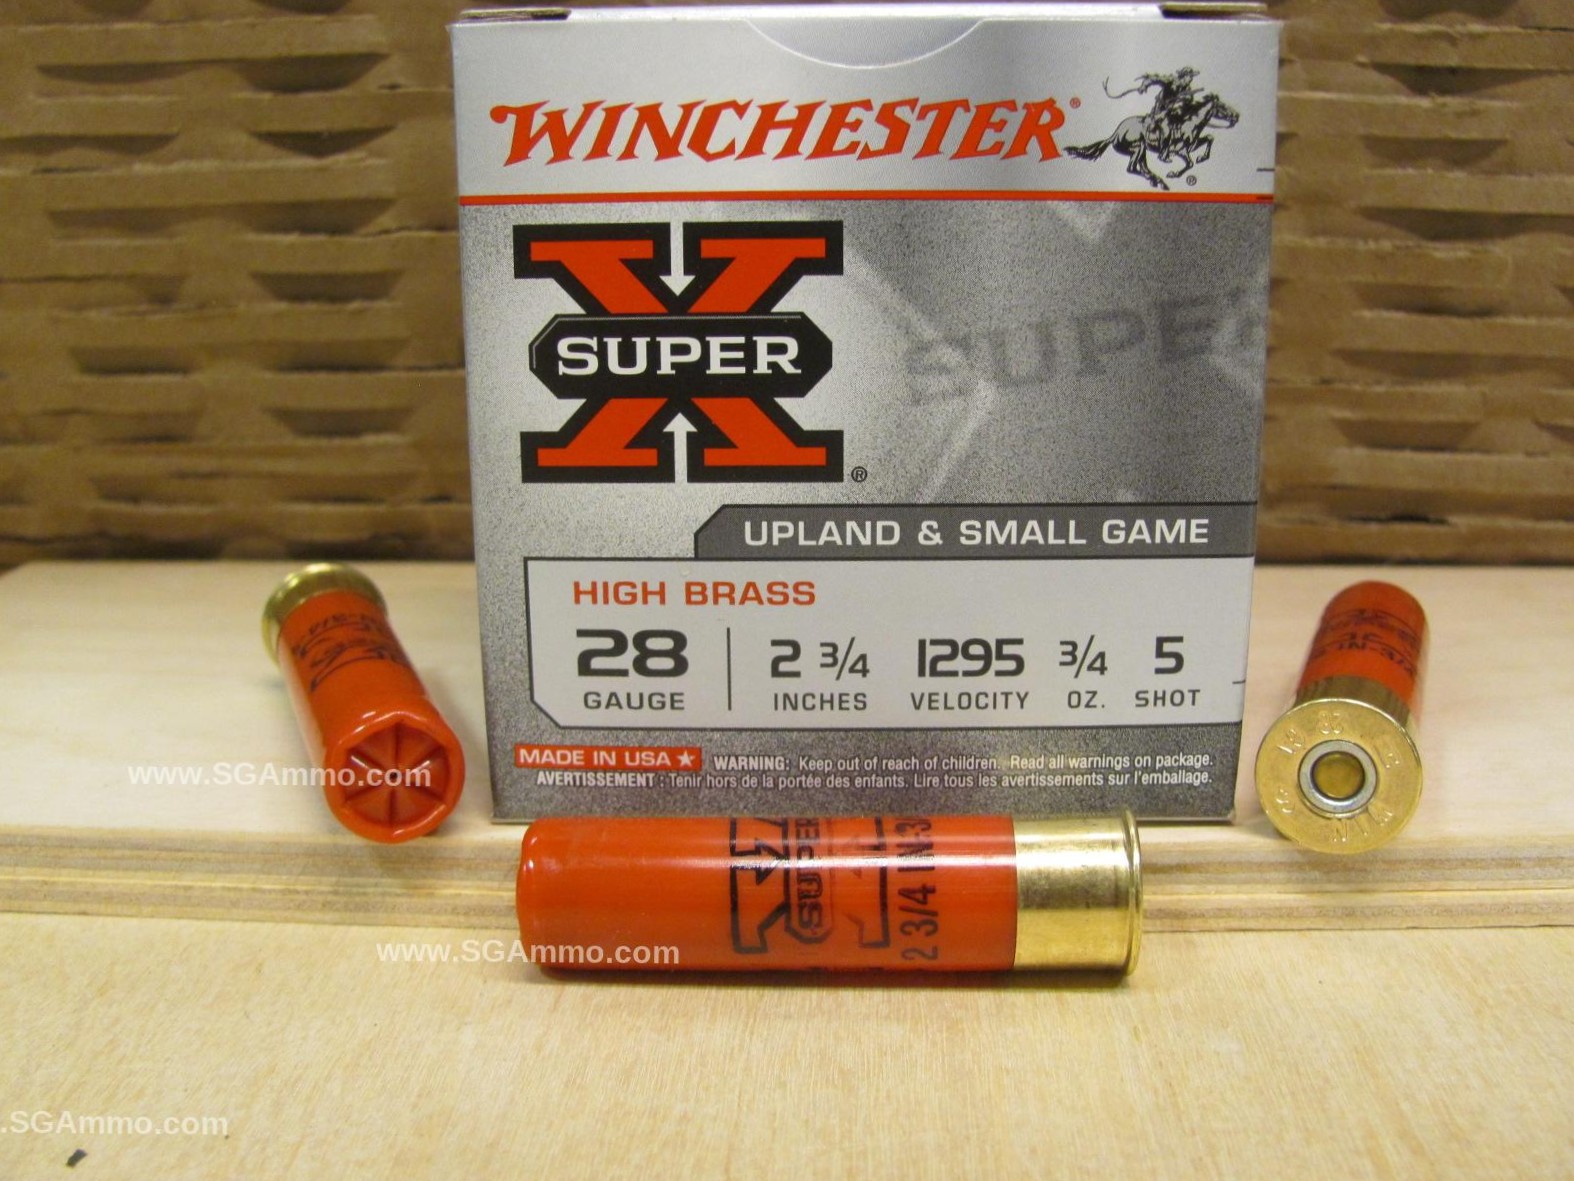 WINCHESTER®
®
SUPER X
®
SUPER
UPLAND & SMALL GAME
HIGH BRASS
28 2 3/4 1295 3/4 5
GAUGE INCHES VELOCITY OZ. SHOT
MADE IN USA ★ WARNING: Keep out of reach of children. Read all warnings on package.
AVERTISSEMENT : Tenir hors de la portée des enfants. Lire tous les avertissements sur l'emballage.
www.SGAmmo.com
SUPER
2 3/4 IN-3/
www.SGAmmo.com
WIN
.SGAmmo.com